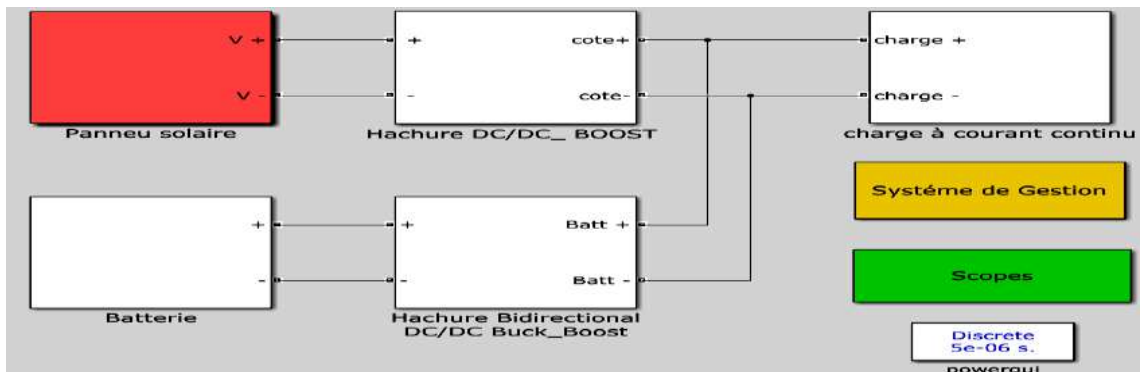 V +
V -
Panneu solaire
+
-
cote+
cote-
Hachure DC/DC_ BOOST
charge +
charge -
charge à courant continu
Systéme de Gestion
+
-
Batterie
+
-
Batt +
Batt -
Hachure Bidirectional
DC/DC Buck_Boost
Scopes
Discrete
5e-06 s.
powergui